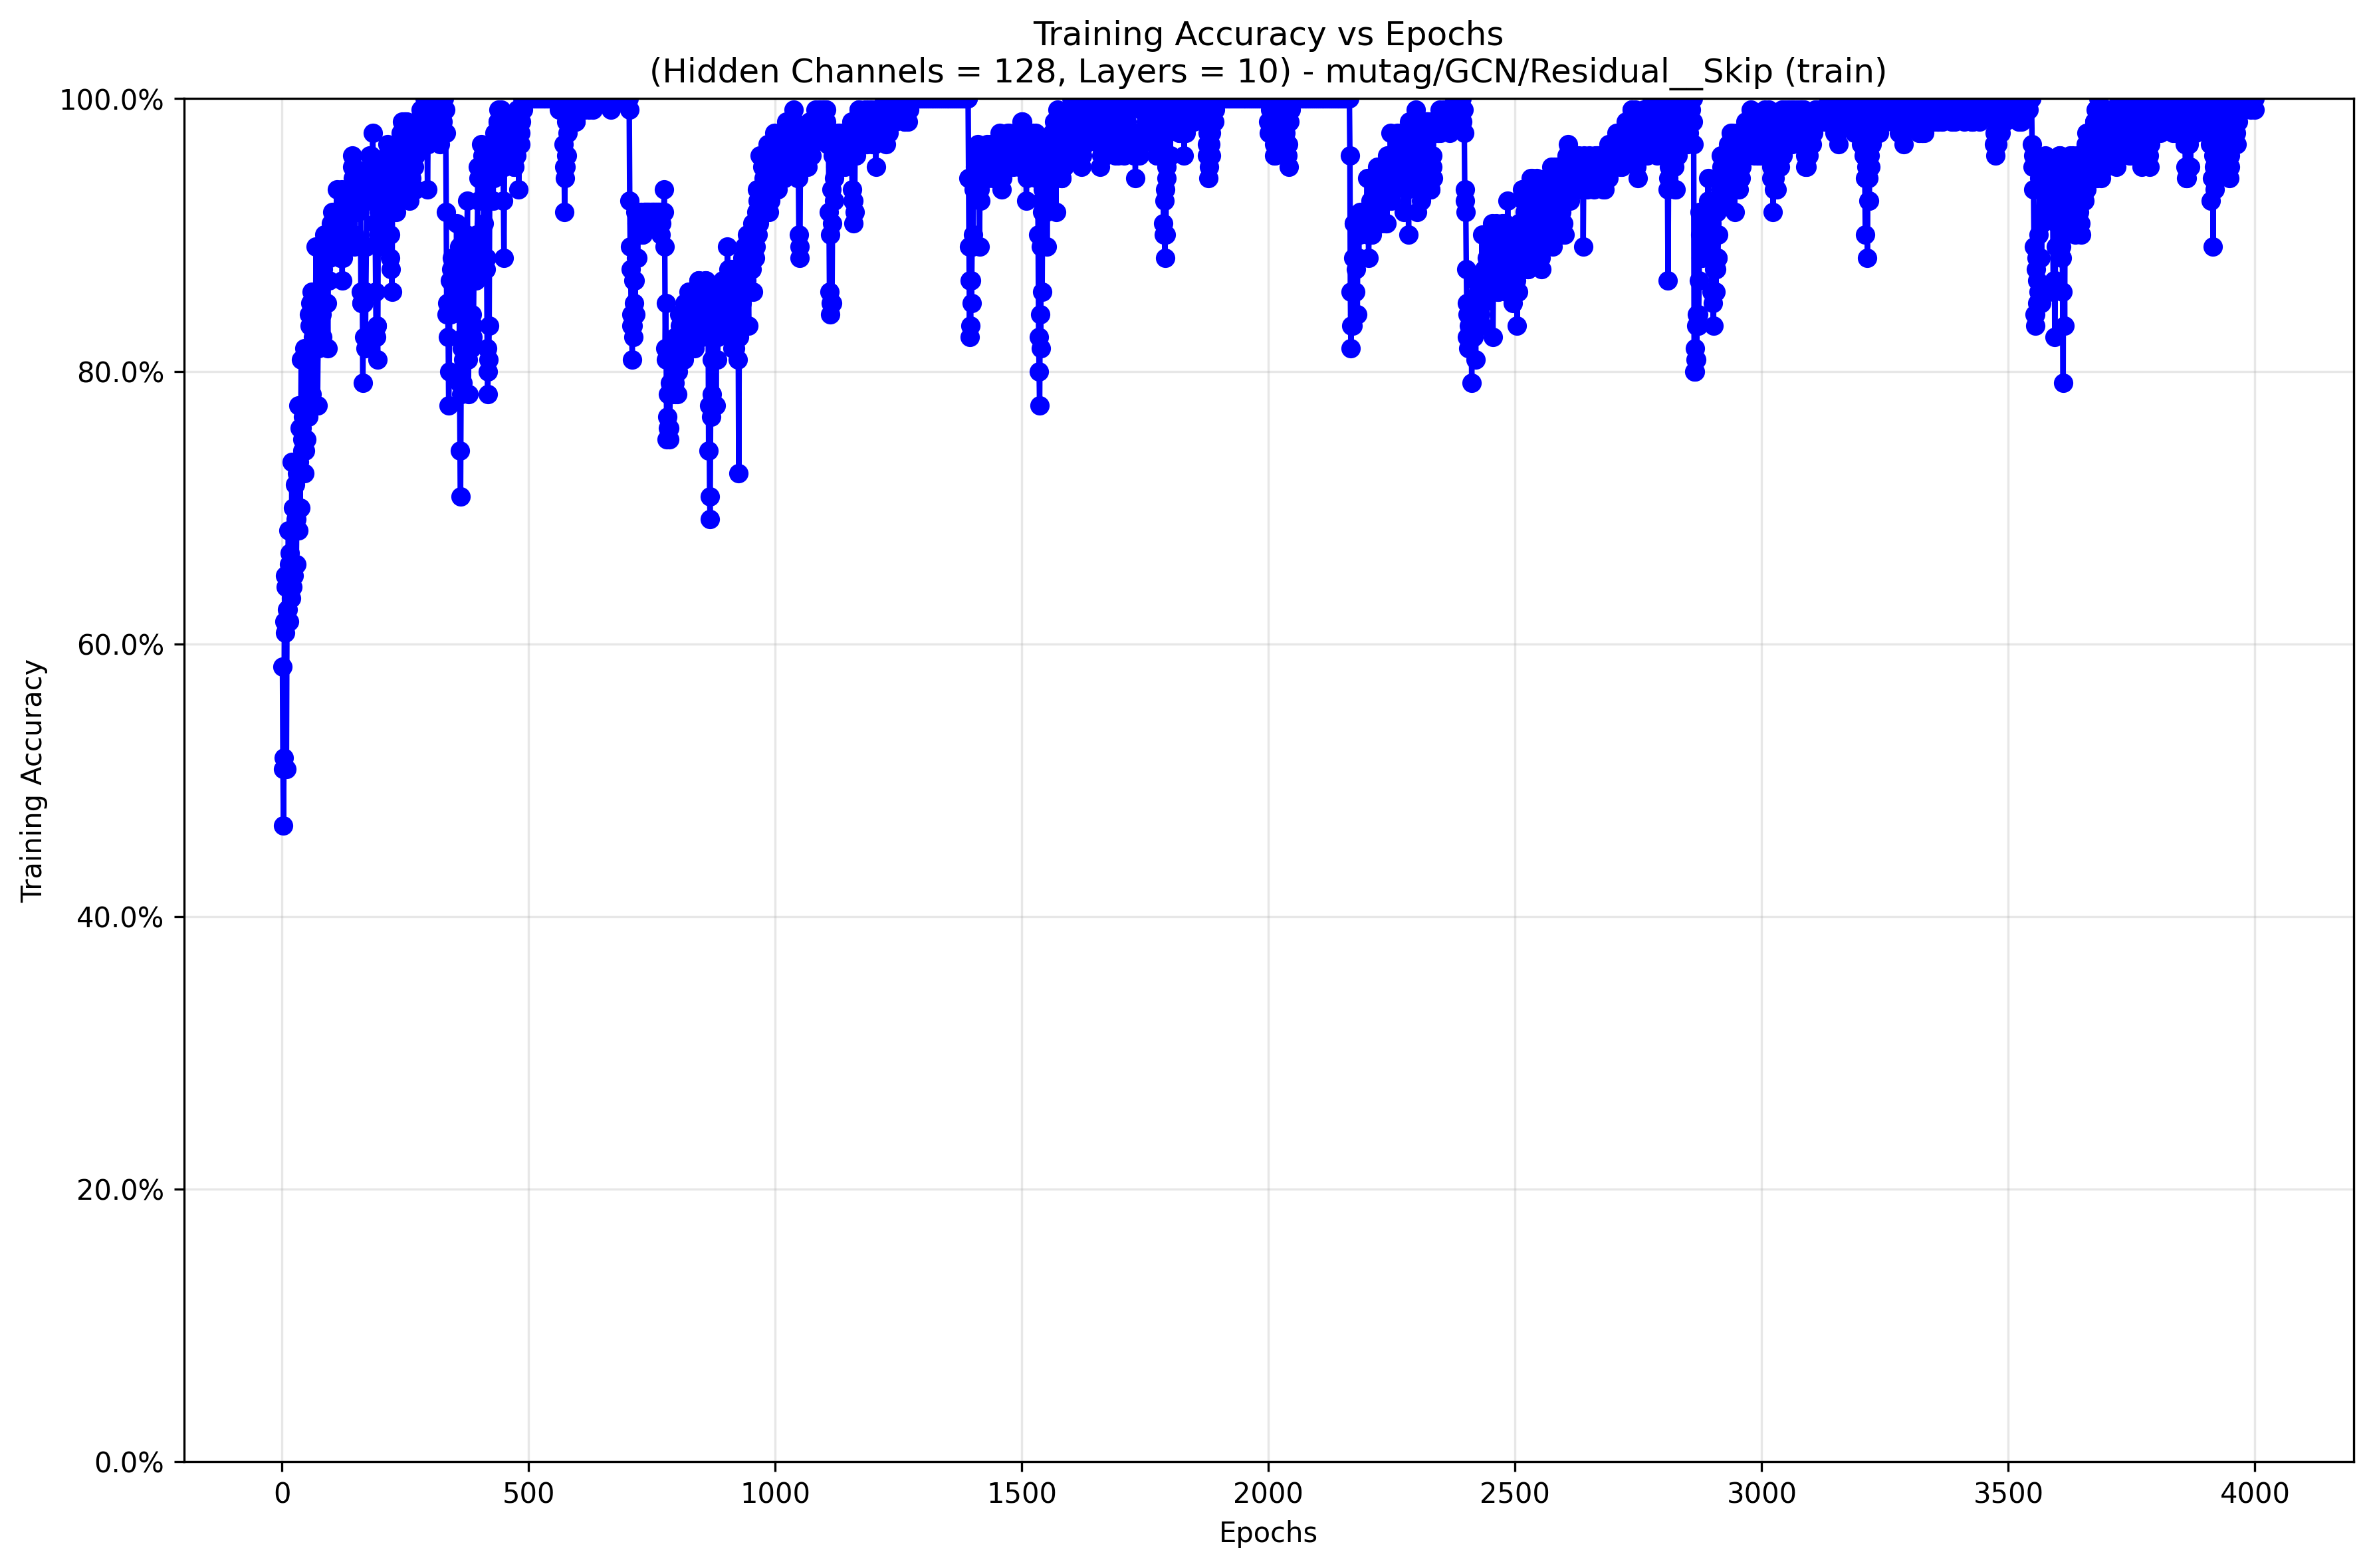 Training Accuracy vs Epochs
(Hidden Channels = 128, Layers = 10) - mutag/GCN/Residual__Skip (train)
100.0%
80.0%
60.0%
40.0%
20.0%
0.0%
Training Accuracy
0 500 1000 1500 2000 2500 3000 3500 4000
Epochs